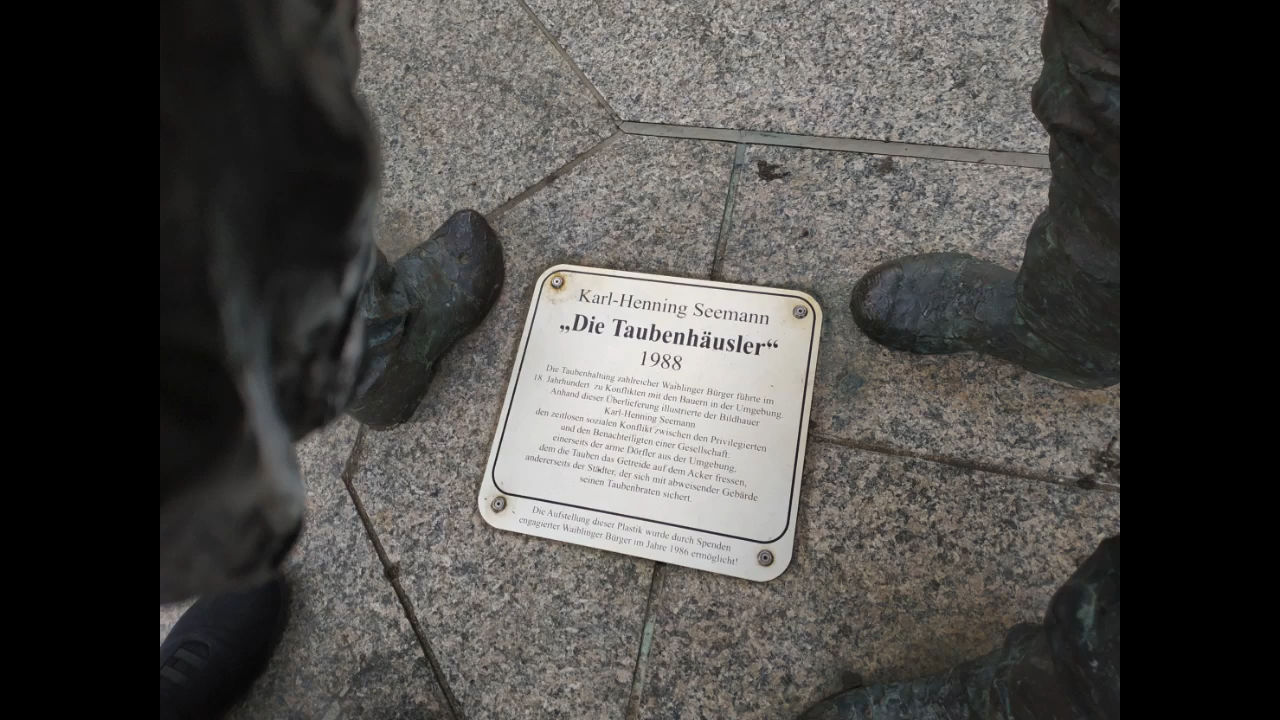 Karl-Henning Seemann
„Die Taubenhäusler“
1988
Die Taubenhaltung zahlreicher Waiblinger Bürger führte im
18. Jahrhundert zu Konflikten mit den Bauern in der Umgebung.
Anhand dieser Überlieferung illustrierte der Bildhauer
Karl-Henning Seemann
den zeitlosen sozialen Konflikt zwischen den Privilegierten
und den Benachteiligten einer Gesellschaft:
einerseits der arme Dörfler aus der Umgebung,
dem die Tauben das Getreide auf dem Acker fressen,
andererseits der Städter, der sich mit abweisender Gebärde
seinen Taubenbraten sichert.
Die Aufstellung dieser Plastik wurde durch Spenden
engagierter Waiblinger Bürger im Jahre 1986 ermöglicht!